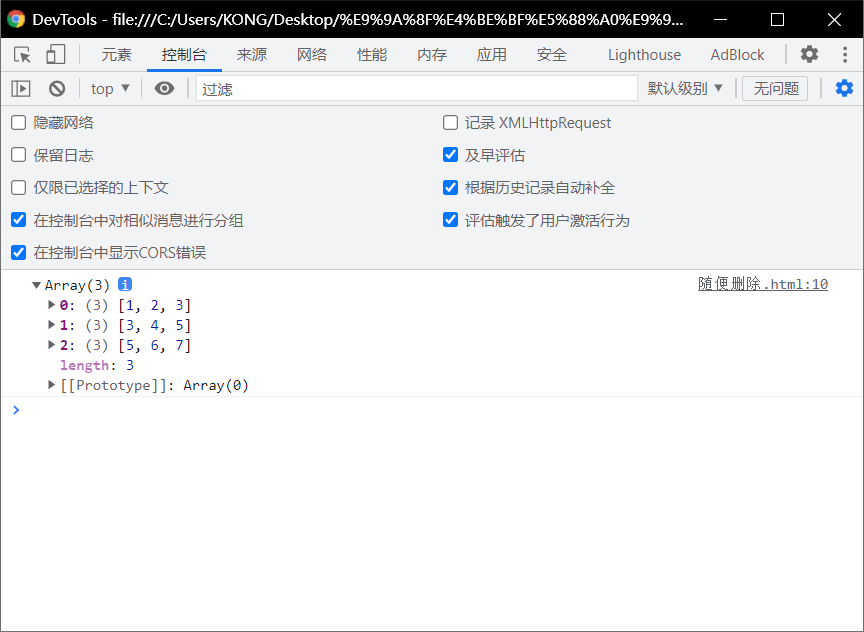 DevTools - file:///C:/Users/KONG/Desktop/%E9%9A%8F%E4%BE%BF%E5%88%A0%E9%9...
元素 控制台 来源 网络 性能 内存 应用 安全 Lighthouse AdBlock
top 过滤 默认级别 无问题
隐藏网络 记录 XMLHttpRequest
保留日志 及早评估
仅限已选择的上下文 根据历史记录自动补全
在控制台中对相似消息进行分组 评估触发了用户激活行为
在控制台中显示CORS错误
Array(3) i 随便删除.html:10
0: (3) [1, 2, 3]
1: (3) [3, 4, 5]
2: (3) [5, 6, 7]
length: 3
[[Prototype]]: Array(0)